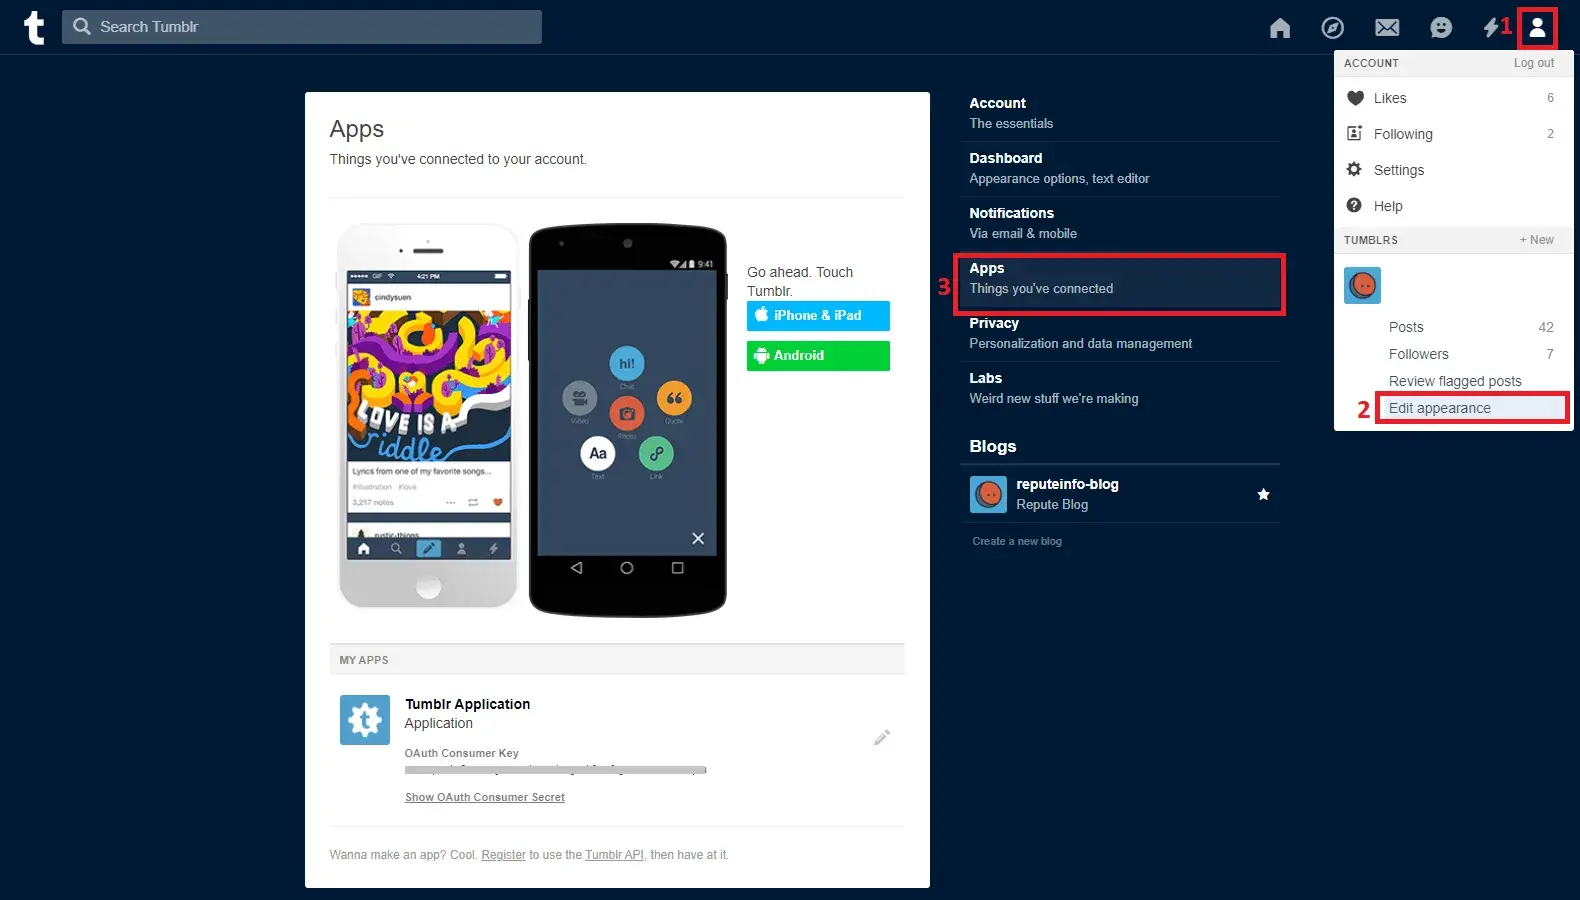 t
Search Tumblr
1
ACCOUNT
Log out
Likes
6
Following
2
Settings
Help
TUMBLRS
+ New
Posts
42
Followers
7
Review flagged posts
2
Edit appearance
Apps
Things you've connected to your account.
4:21 PM
cindysuen
LOVE IS A
riddle
Lyrics from one of my favorite songs...
#illustration #love
3,217 notes
rustic-things
9:41
hi!
Chat
Video
Quote
Photo
Aa
Text
Link
Go ahead. Touch
Tumblr.
iPhone & iPad
Android
MY APPS
t
Tumblr Application
Application
OAuth Consumer Key
Show OAuth Consumer Secret
Wanna make an app? Cool. Register to use the Tumblr API, then have at it.
Account
The essentials
Dashboard
Appearance options, text editor
Notifications
Via email & mobile
3
Apps
Things you've connected
Privacy
Personalization and data management
Labs
Weird new stuff we're making
Blogs
reputeinfo-blog
Repute Blog
Create a new blog